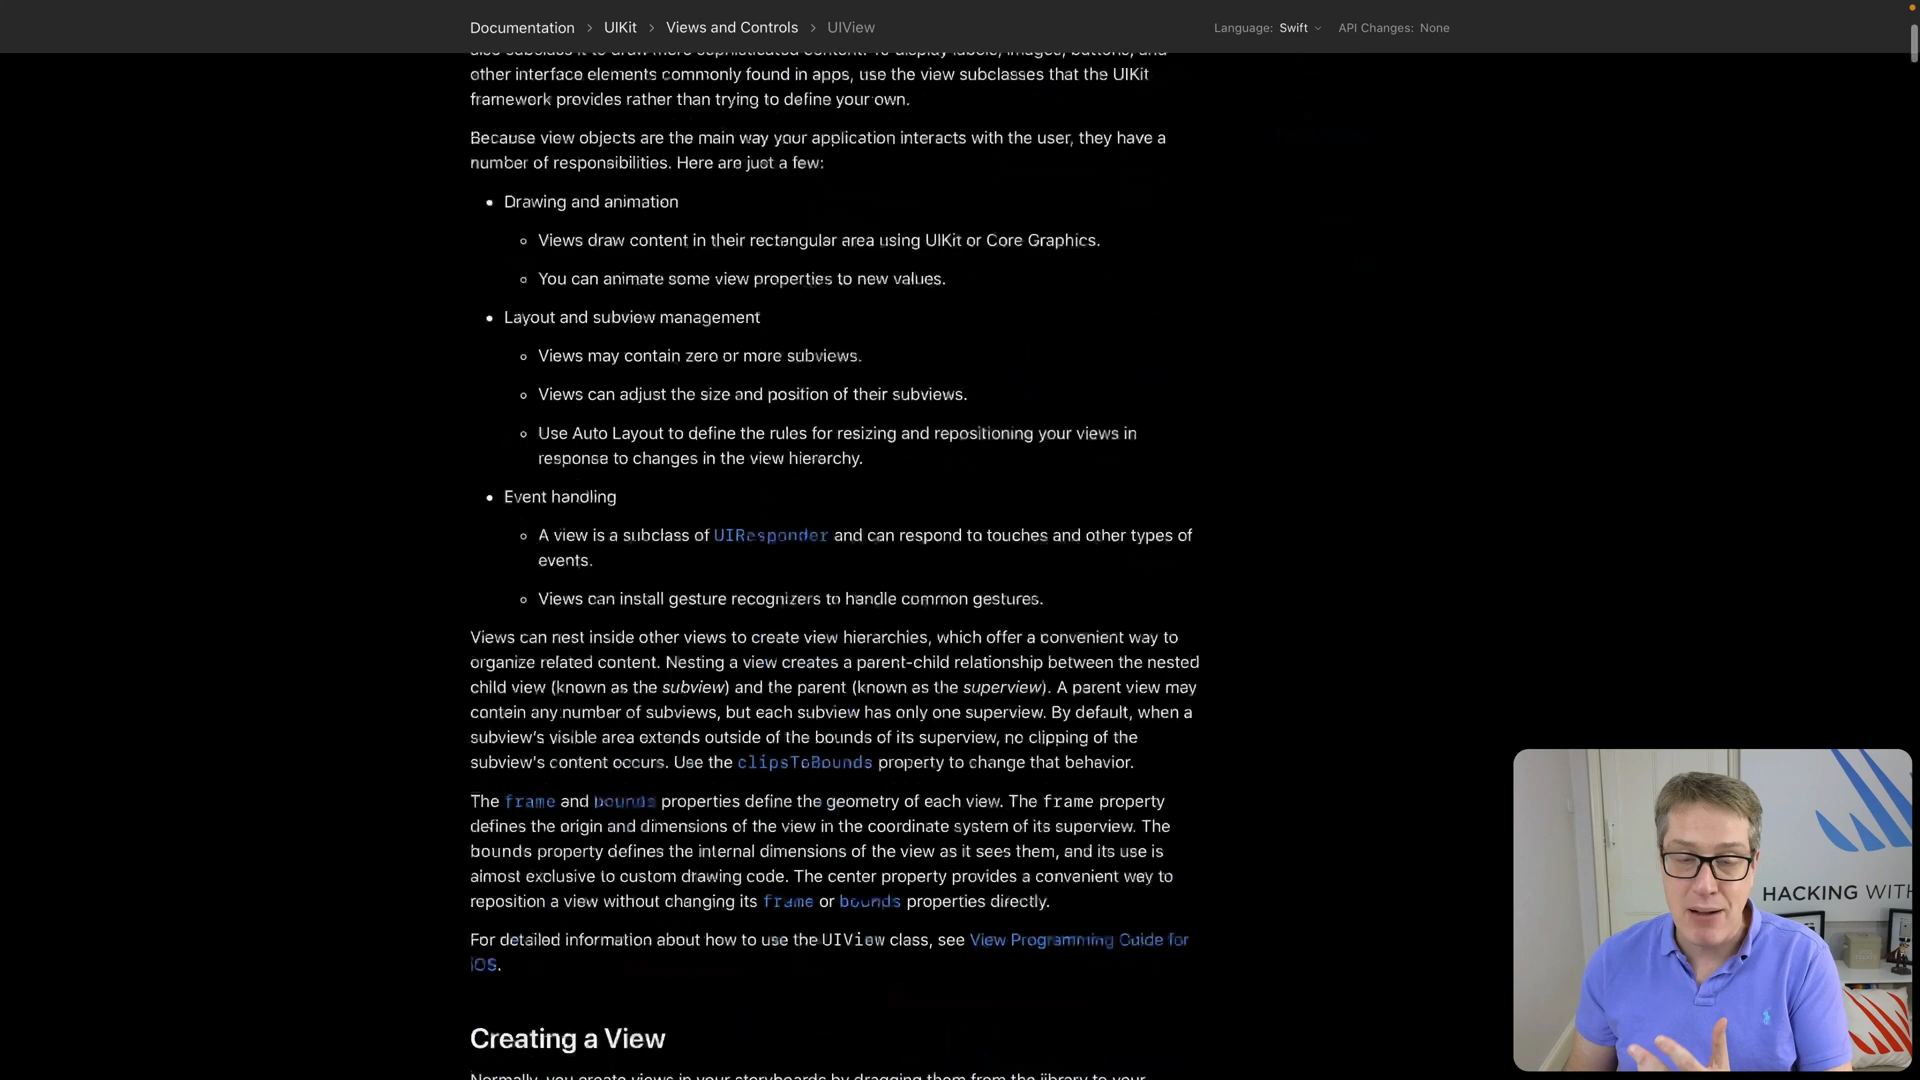 Documentation > UIKit > Views and Controls > UIView
Language: Swift
API Changes: None
also subclass it to draw more sophisticated content. To display labels, images, buttons, and
other interface elements commonly found in apps, use the view subclasses that the UIKit
framework provides rather than trying to define your own.
Because view objects are the main way your application interacts with the user, they have a
number of responsibilities. Here are just a few:
• Drawing and animation
◦ Views draw content in their rectangular area using UIKit or Core Graphics.
◦ You can animate some view properties to new values.
• Layout and subview management
◦ Views may contain zero or more subviews.
◦ Views can adjust the size and position of their subviews.
◦ Use Auto Layout to define the rules for resizing and repositioning your views in
response to changes in the view hierarchy.
• Event handling
◦ A view is a subclass of UIResponder and can respond to touches and other types of
events.
◦ Views can install gesture recognizers to handle common gestures.
Views can nest inside other views to create view hierarchies, which offer a convenient way to
organize related content. Nesting a view creates a parent-child relationship between the nested
child view (known as the subview) and the parent (known as the superview). A parent view may
contain any number of subviews, but each subview has only one superview. By default, when a
subview's visible area extends outside of the bounds of its superview, no clipping of the
subview's content occurs. Use the clipsToBounds property to change that behavior.
The frame and bounds properties define the geometry of each view. The frame property
defines the origin and dimensions of the view in the coordinate system of its superview. The
bounds property defines the internal dimensions of the view as it sees them, and its use is
almost exclusive to custom drawing code. The center property provides a convenient way to
reposition a view without changing its frame or bounds properties directly.
For detailed information about how to use the UIView class, see View Programming Guide for
iOS.
Creating a View
Normally, you create views in your storyboards by dragging them from the library to your
HACKING WITH